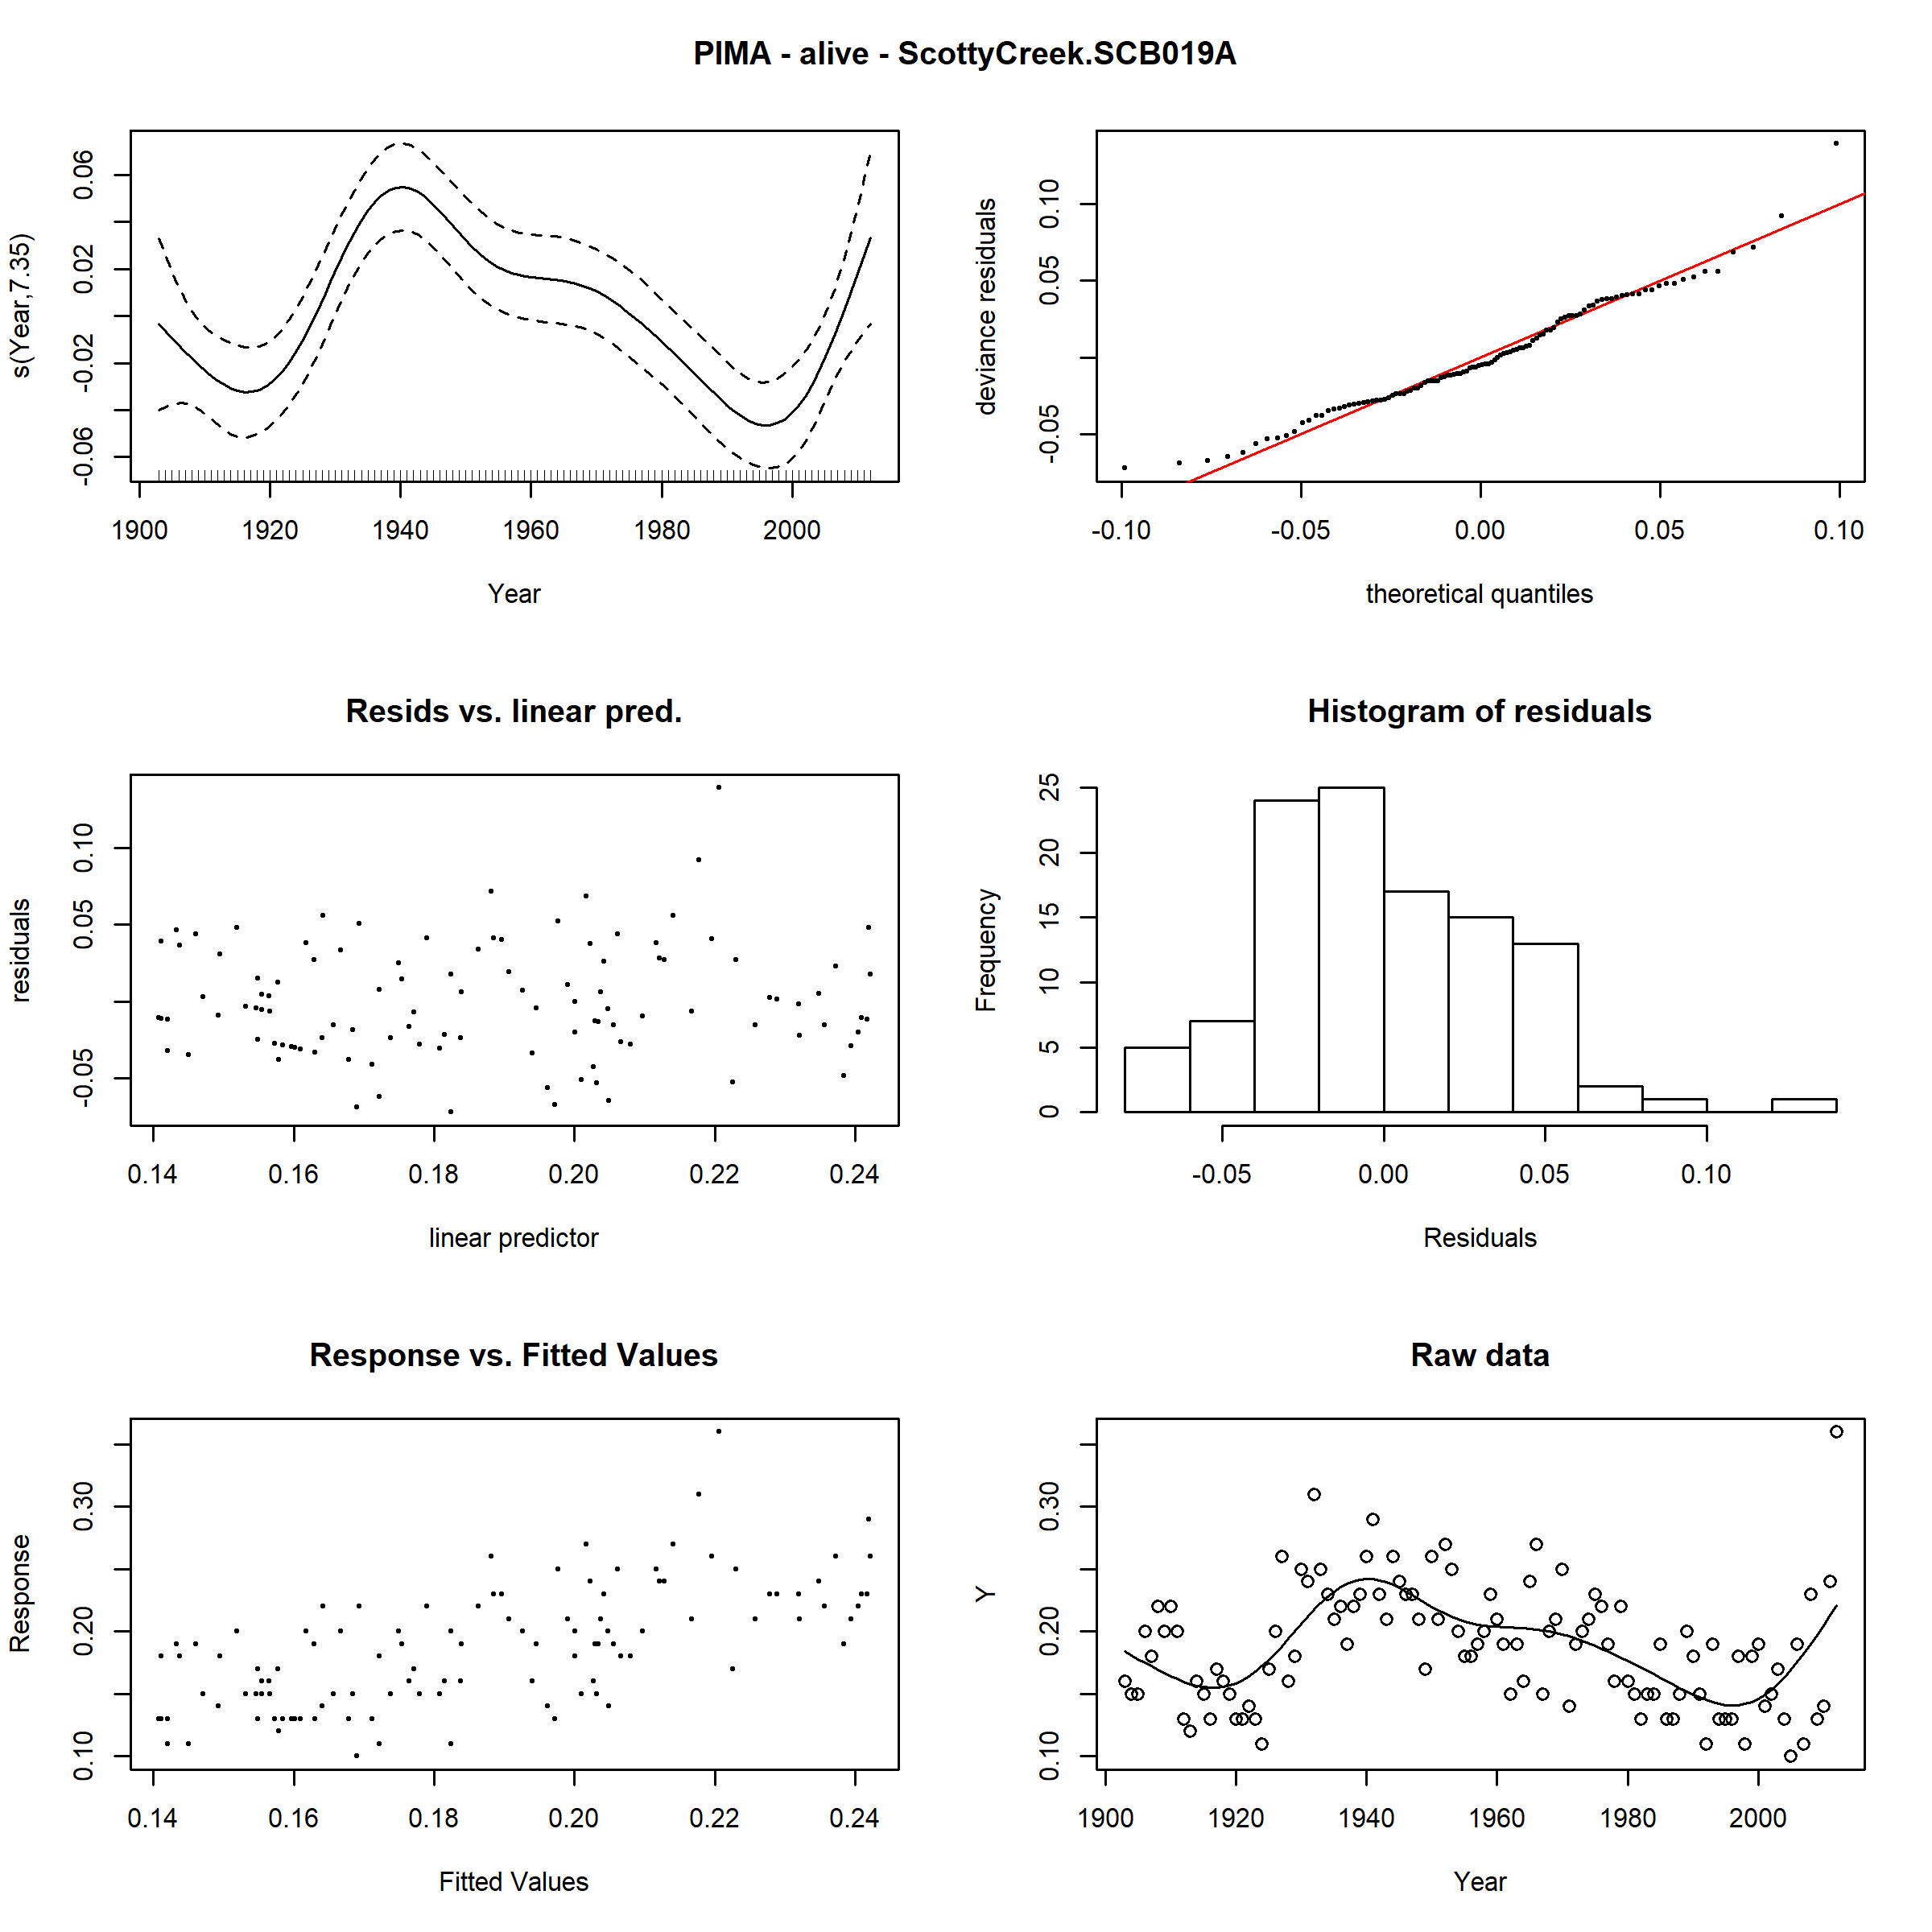 PIMA - alive - ScottyCreek.SCB019A
s(Year,7.35)
-0.06 -0.02 0.02 0.06
1900 1920 1940 1960 1980 2000
Year
deviance residuals
-0.05 0.05 0.10
-0.10 -0.05 0.00 0.05 0.10
theoretical quantiles
Resids vs. linear pred.
residuals
-0.05 0.05 0.10
0.14 0.16 0.18 0.20 0.22 0.24
linear predictor
Histogram of residuals
Frequency
0 5 10 15 20 25
-0.05 0.00 0.05 0.10
Residuals
Response vs. Fitted Values
Response
0.10 0.20 0.30
0.14 0.16 0.18 0.20 0.22 0.24
Fitted Values
Raw data
Y
0.10 0.20 0.30
1900 1920 1940 1960 1980 2000
Year